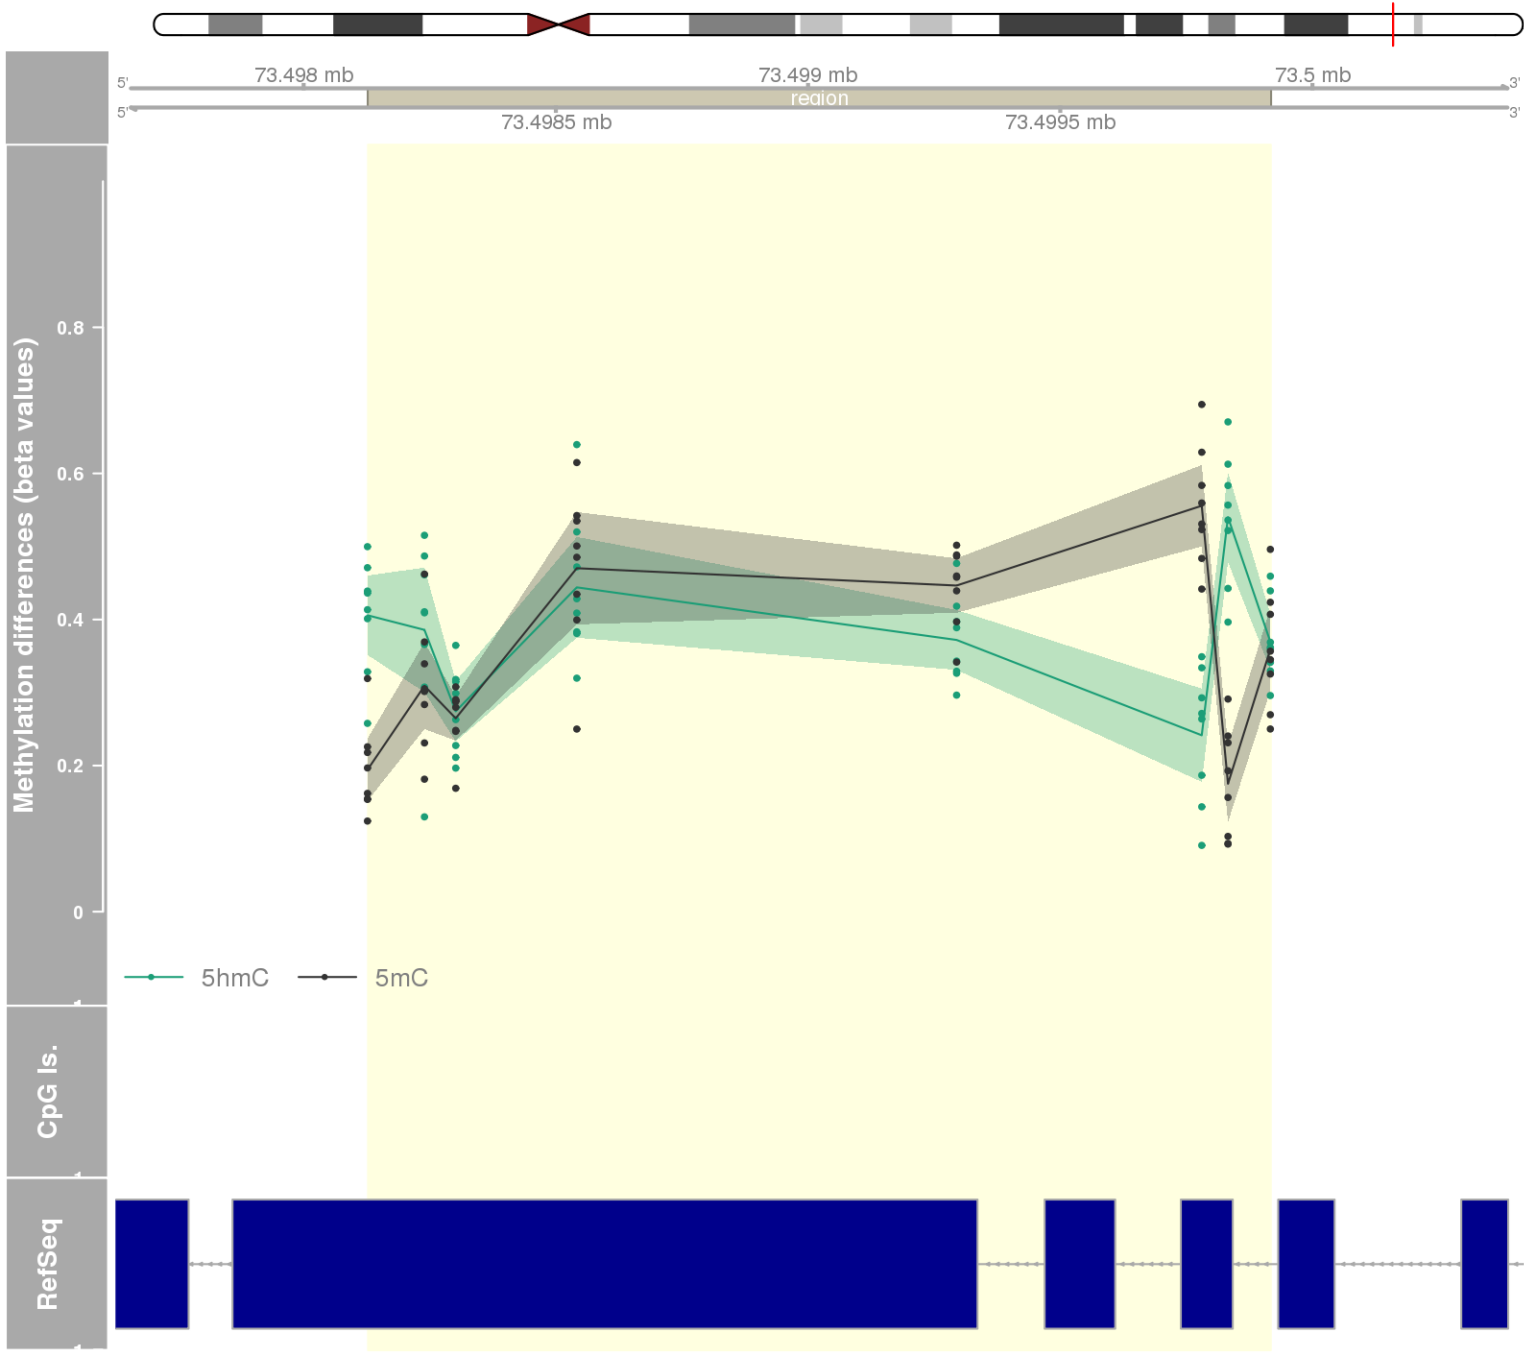 73.498 mb
73.499 mb
73.5 mb
5'
3'
region
5'
3'
73.4985 mb
73.4995 mb
Methylation differences (beta values)
0.8
0.6
0.4
0.2
0
5hmC
5mC
CpG Is.
RefSeq